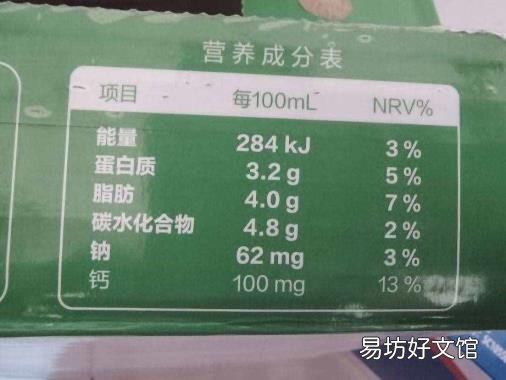 营养成分表
项目 每100mL NRV%
能量 284 kJ 3%
蛋白质 3.2 g 5%
脂肪 4.0 g 7%
碳水化合物 4.8 g 2%
钠 62 mg 3%
钙 100 mg 13%
易坊好文馆